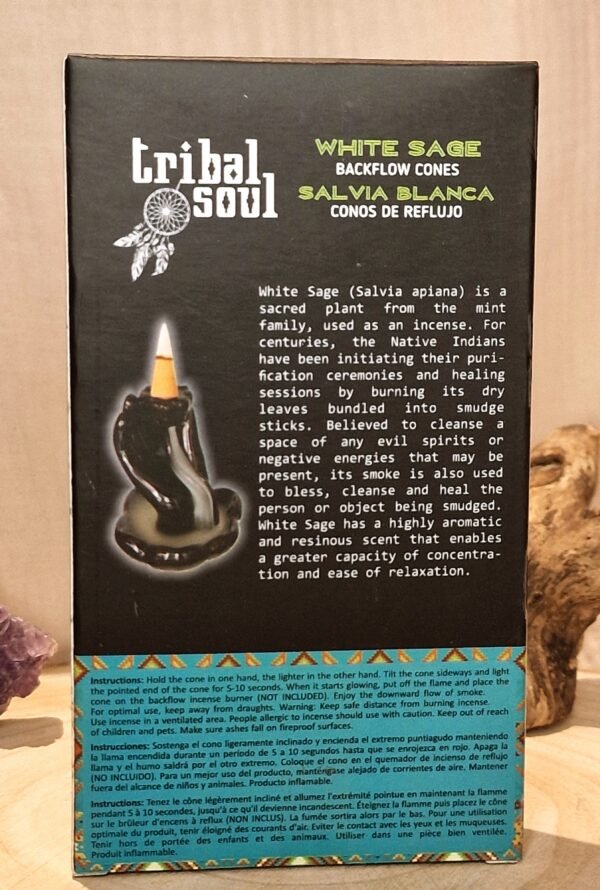 tribal
soul
WHITE SAGE
BACKFLOW CONES
SALVIA BLANCA
CONOS DE REFLUJO
White Sage (Salvia apiana) is a
sacred plant from the mint
family, used as an incense. For
centuries, the Native Indians
have been initiating their puri-
fication ceremonies and healing
sessions by burning its dry
leaves bundled into smudge
sticks. Believed to cleanse a
space of any evil spirits or
negative energies that may be
present, its smoke is also used
to bless, cleanse and heal the
person or object being smudged.
White Sage has a highly aromatic
and resinous scent that enables
a greater capacity of concentra-
tion and ease of relaxation.
Instructions: Hold the cone in one hand, the lighter in the other hand. Tilt the cone sideways and light
the pointed end of the cone for 5-10 seconds. When it starts glowing, put off the flame and place the
cone on the backflow incense burner (NOT INCLUDED). Enjoy the downward flow of smoke.
For optimal use, keep away from draughts. Warning: Keep safe distance from burning incense.
Use incense in a ventilated area. People allergic to incense should use with caution. Keep out of reach
of children and pets. Make sure ashes fall on fireproof surfaces.
Instrucciones: Sostenga el cono ligeramente inclinado y encienda el extremo puntiagudo manteniendo
la llama encendida durante un período de 5 a 10 segundos hasta que se enrojezca en rojo. Apaga la
llama y el humo saldrá por el otro extremo. Coloque el cono en el quemador de incienso de reflujo
(NO INCLUIDO). Para un mejor uso del producto, manténgase alejado de corrientes de aire. Mantener
fuera del alcance de niños y animales. Producto inflamable.
Instructions: Tenez le cône légèrement incliné et allumez l'extrémité pointue en maintenant la flamme
pendant 5 à 10 secondes, jusqu'à ce qu'il devienne incandescent. Éteignez la flamme puis placez le cône
sur le brûleur d'encens à reflux (NON INCLUS). La fumée sortira alors par le bas. Pour une utilisation
optimale du produit, tenir éloigné des courants d'air. Eviter le contact avec les yeux et les muqueuses.
Tenir hors de portée des enfants et des animaux. Utiliser dans une pièce bien ventilée.
Produit inflammable.